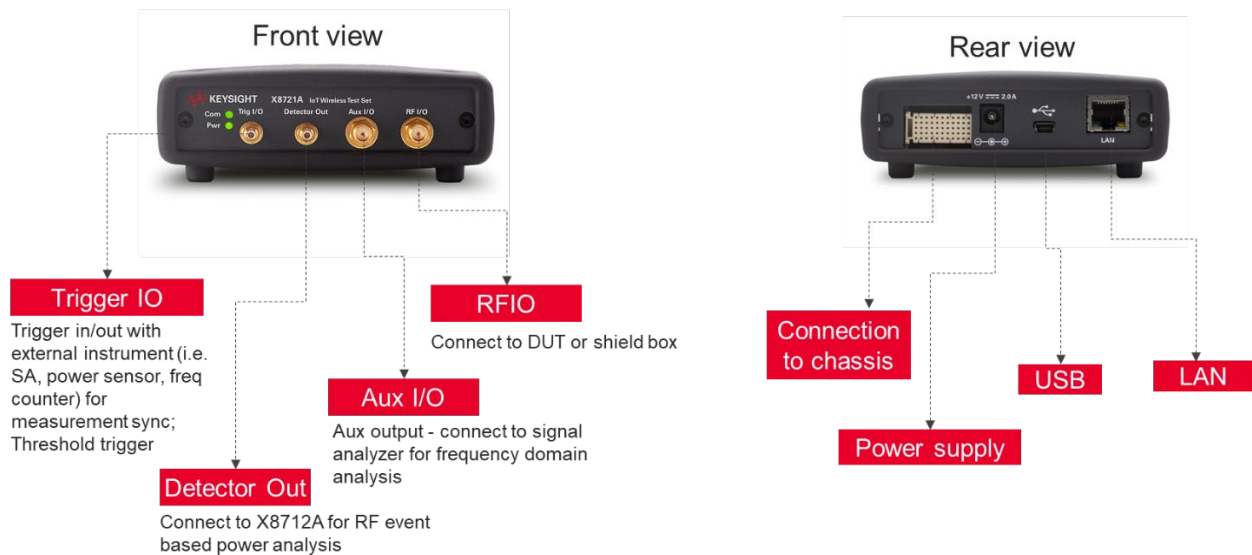 Front view
KEYSIGHT X8721A IoT Wireless Test Set
Com Trig I/O Detector Out Aux I/O RF I/O
Pwr
Trigger IO
Trigger in/out with
external instrument (i.e.
SA, power sensor, freq
counter) for
measurement sync;
Threshold trigger
Detector Out
Connect to X8712A for RF event
based power analysis
Aux I/O
Aux output - connect to signal
analyzer for frequency domain
analysis
RFIO
Connect to DUT or shield box
Rear view
+12V 2.0A
LAN
Connection
to chassis
Power supply
USB
LAN